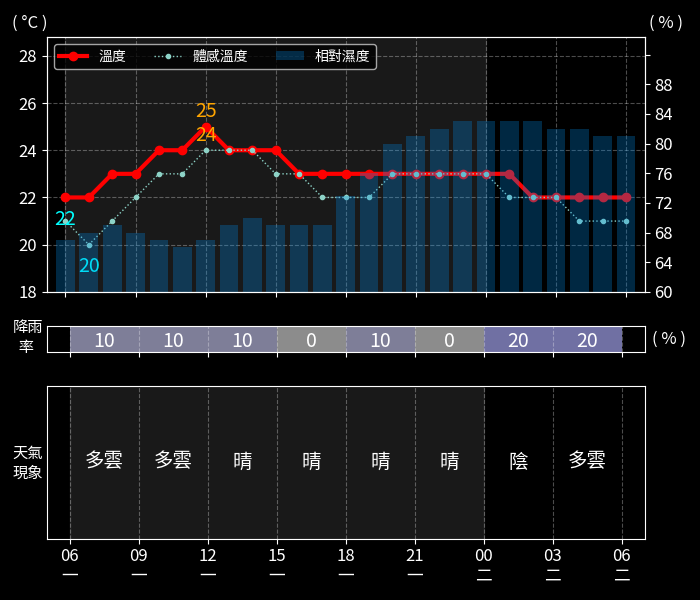 ( °C )
( % )
溫度
體感溫度
相對濕度
28
26
24
22
20
18
88
84
80
76
72
68
64
60
25
24
22
20
降雨率
10
10
10
0
10
0
20
20
( % )
天氣現象
多雲
多雲
晴
晴
晴
晴
陰
多雲
06
09
12
15
18
21
00
03
06
一
一
一
一
一
一
二
二
二